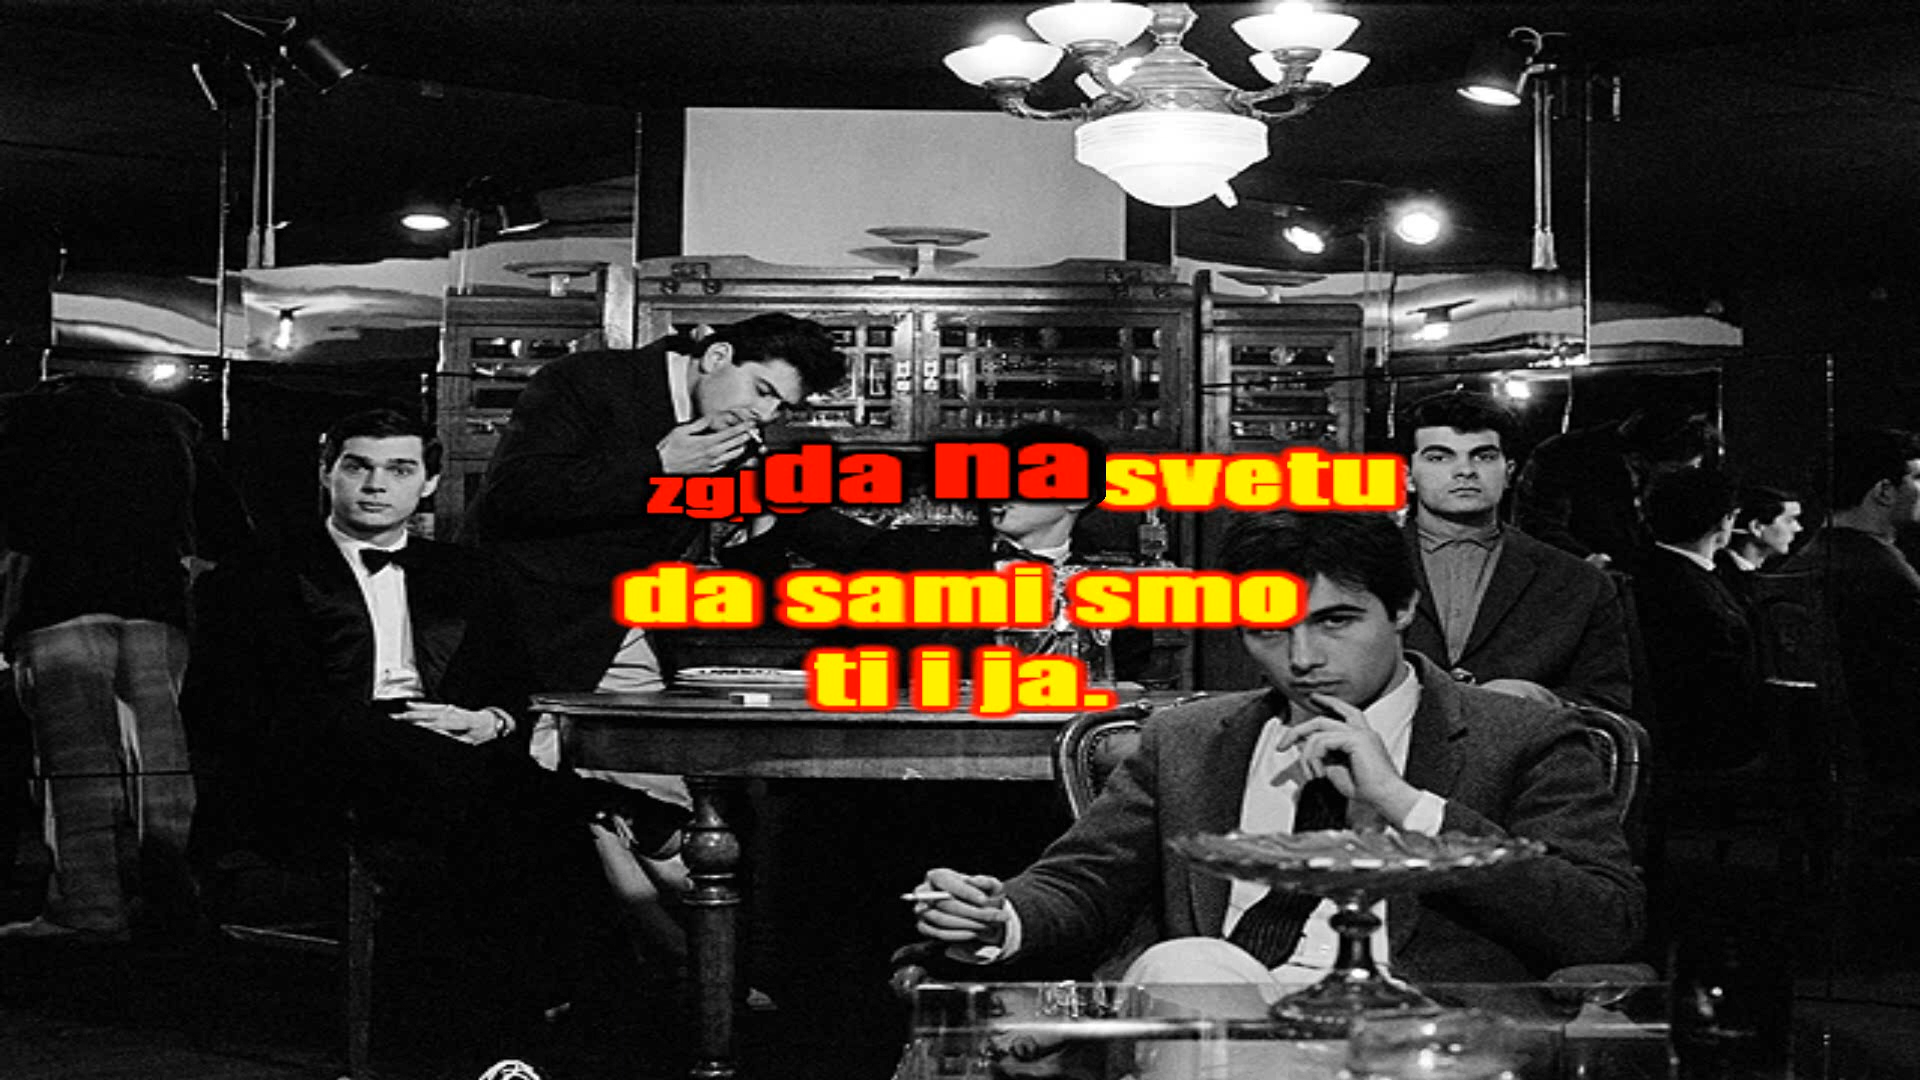 da na svetu
da sami smo
ti i ja.